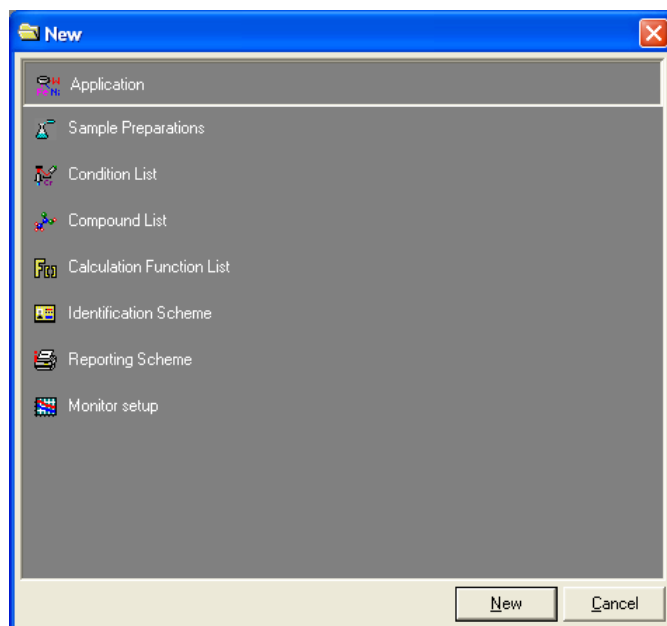 New
Application
Sample Preparations
Condition List
Compound List
Calculation Function List
Identification Scheme
Reporting Scheme
Monitor setup
New Cancel